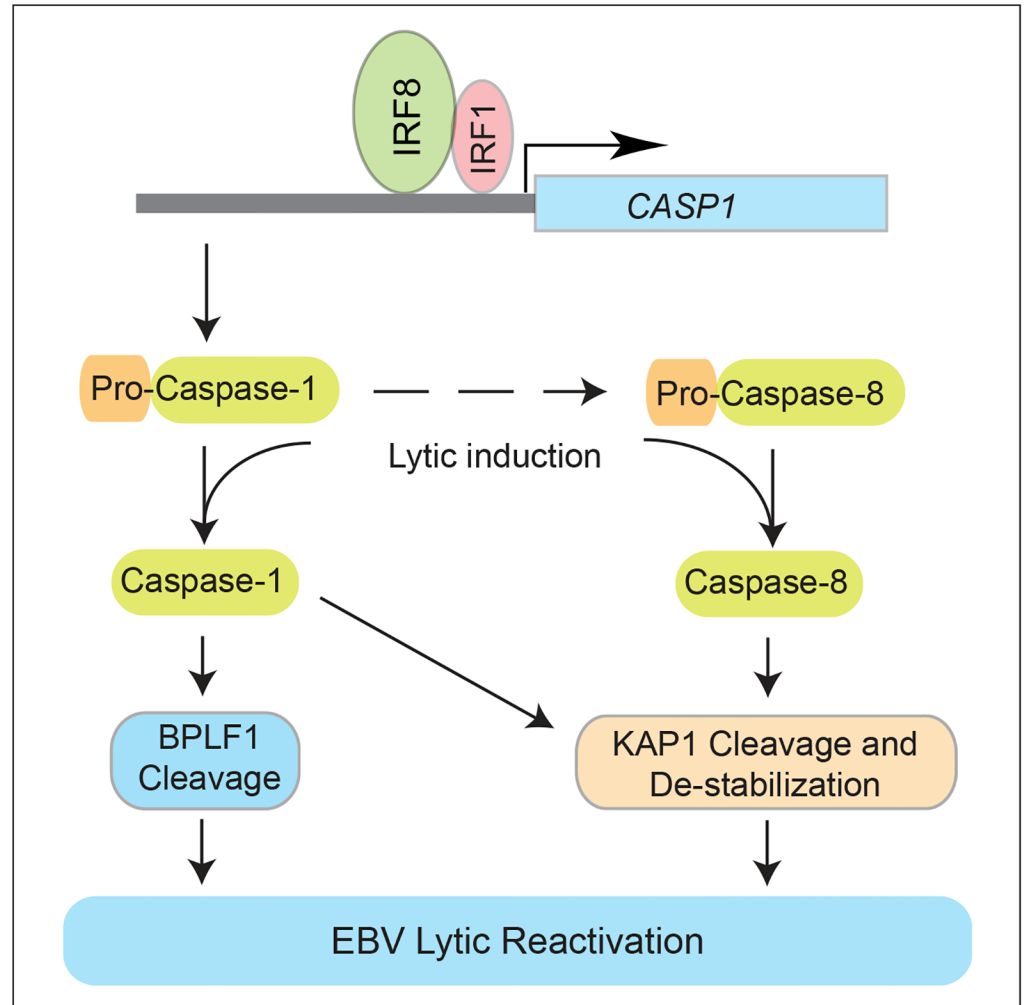 IRF8
IRF1
CASP1
Pro-Caspase-1
Pro-Caspase-8
Lytic induction
Caspase-1
Caspase-8
BPLF1
Cleavage
KAP1 Cleavage and
De-stabilization
EBV Lytic Reactivation